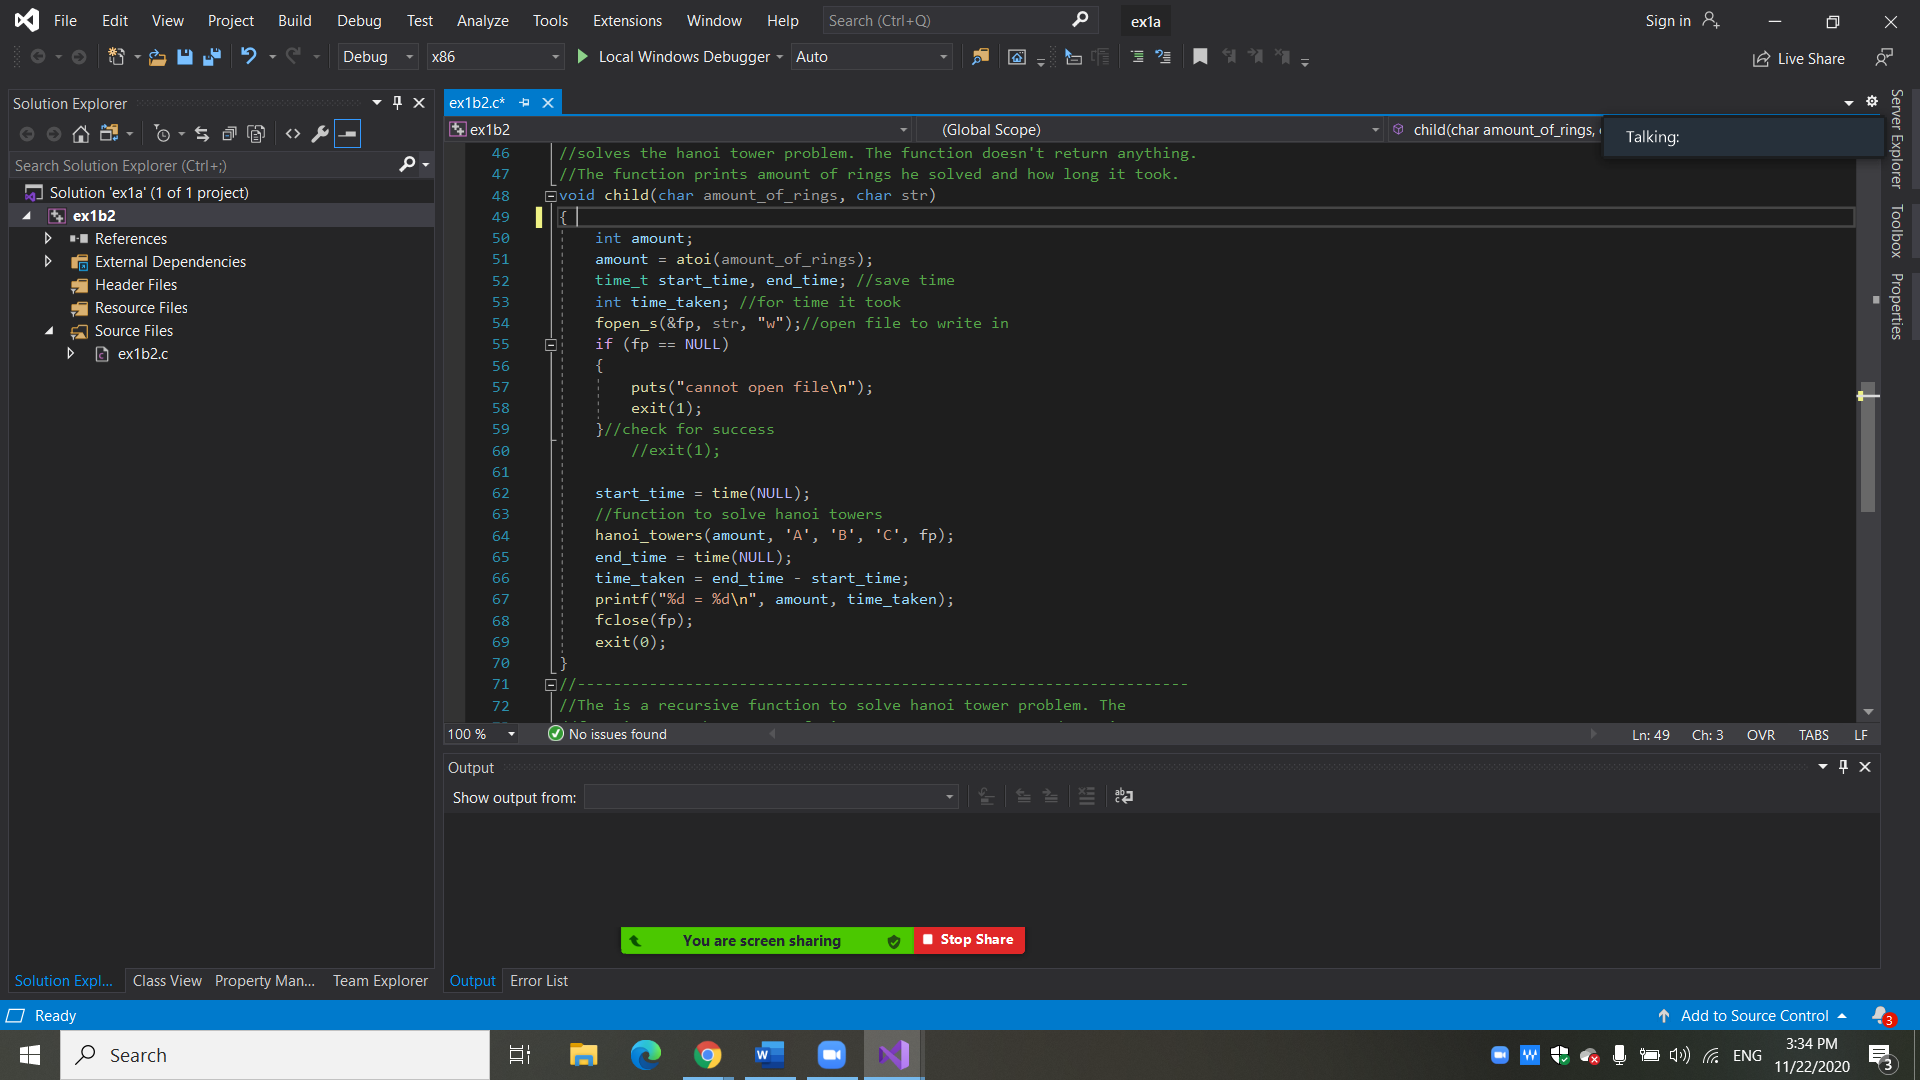 File Edit View Project Build Debug Test Analyze Tools Extensions Window Help Search (Ctrl+Q) ex1a Sign in
Debug x86 Local Windows Debugger Auto Live Share
Solution Explorer
Search Solution Explorer (Ctrl+;)
Solution 'ex1a' (1 of 1 project)
ex1b2
References
External Dependencies
Header Files
Resource Files
Source Files
ex1b2.c
Solution Expl... Class View Property Man... Team Explorer
ex1b2.c*
ex1b2 (Global Scope) child(char amount_of_rings,
Talking:
46 //solves the hanoi tower problem. The function doesn't return anything.
47 //The function prints amount of rings he solved and how long it took.
48 void child(char amount_of_rings, char str)
49 {
50 int amount;
51 amount = atoi(amount_of_rings);
52 time_t start_time, end_time; //save time
53 int time_taken; //for time it took
54 fopen_s(&fp, str, "w");//open file to write in
55 if (fp == NULL)
56 {
57 puts("cannot open file\n");
58 exit(1);
59 }//check for success
60 //exit(1);
61
62 start_time = time(NULL);
63 //function to solve hanoi towers
64 hanoi_towers(amount, 'A', 'B', 'C', fp);
65 end_time = time(NULL);
66 time_taken = end_time - start_time;
67 printf("%d = %d\n", amount, time_taken);
68 fclose(fp);
69 exit(0);
70 }
71 //--------------------------------------------------------------------
72 //The is a recursive function to solve hanoi tower problem. The
100 % No issues found Ln: 49 Ch: 3 OVR TABS LF
Output
Show output from:
You are screen sharing Stop Share
Output Error List
Server Explorer
Toolbox
Properties
Ready Add to Source Control 3
Search ENG 3:34 PM
11/22/2020 3